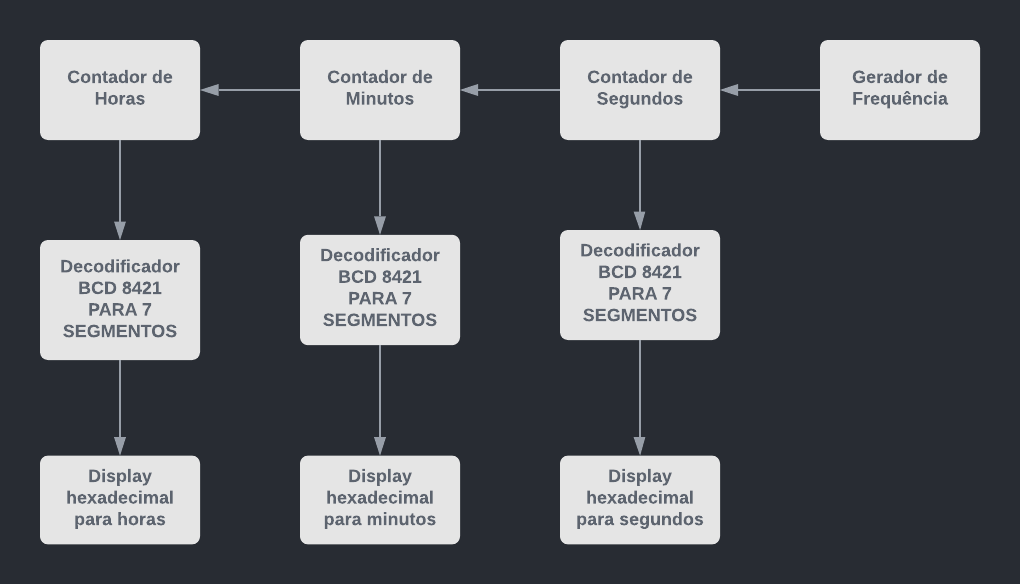 Contador de
Horas
Contador de
Minutos
Contador de
Segundos
Gerador de
Frequência
Decodificador
BCD 8421
PARA 7
SEGMENTOS
Decodificador
BCD 8421
PARA 7
SEGMENTOS
Decodificador
BCD 8421
PARA 7
SEGMENTOS
Display
hexadecimal
para horas
Display
hexadecimal
para minutos
Display
hexadecimal
para segundos